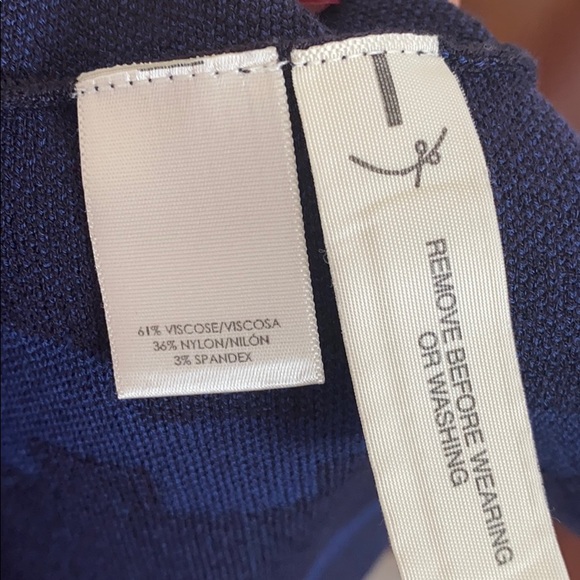 61% VISCOSE/VISCOSA
36% NYLON/NILÓN
3% SPANDEX
REMOVE BEFORE WEARING
OR WASHING